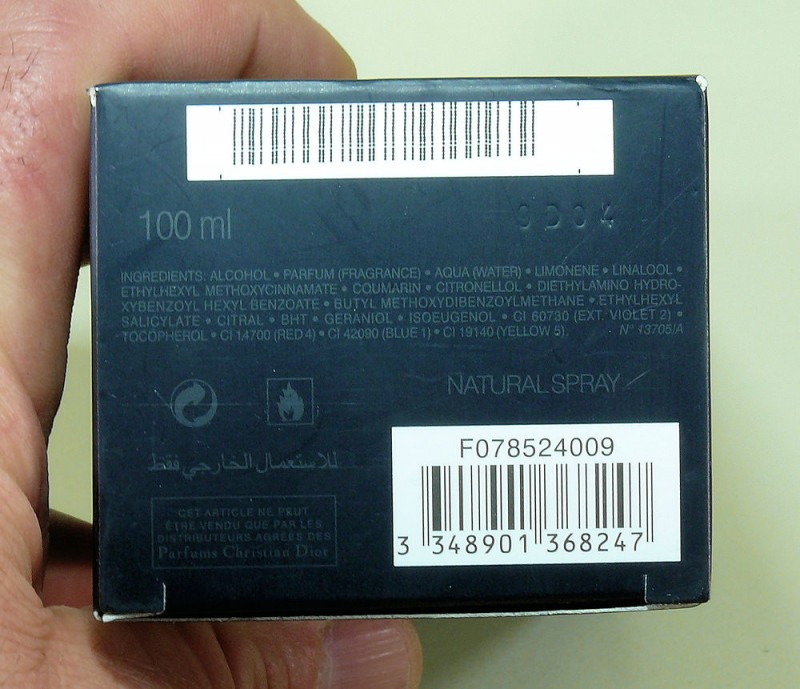 100 ml
9D04
INGREDIENTS: ALCOHOL • PARFUM (FRAGRANCE) • AQUA (WATER) • LIMONENE • LINALOOL •
ETHYLHEXYL METHOXYCINNAMATE • COUMARIN • CITRONELLOL • DIETHYLAMINO HYDRO-
XYBENZOYL HEXYL BENZOATE • BUTYL METHOXYDIBENZOYLMETHANE • ETHYLHEXYL
SALICYLATE • CITRAL • BHT • GERANIOL • ISOEUGENOL • CI 60730 (EXT. VIOLET 2) •
TOCOPHEROL • CI 14700 (RED 4) • CI 42090 (BLUE 1) • CI 19140 (YELLOW 5). N° 13705/A
NATURAL SPRAY
للاستعمال الخارجي فقط
CET ARTICLE NE PEUT
ÊTRE VENDU QUE PAR LES
DISTRIBUTEURS AGRÉES DES
Parfums Christian Dior
F078524009
3 348901 368247